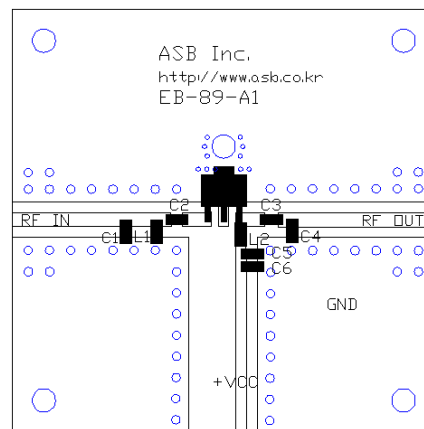 ASB Inc.
http://www.asb.co.kr
EB-89-A1
C2 C3
RF IN RF OUT
C1 L1 L2 C4
C5
C6
GND
+VCC